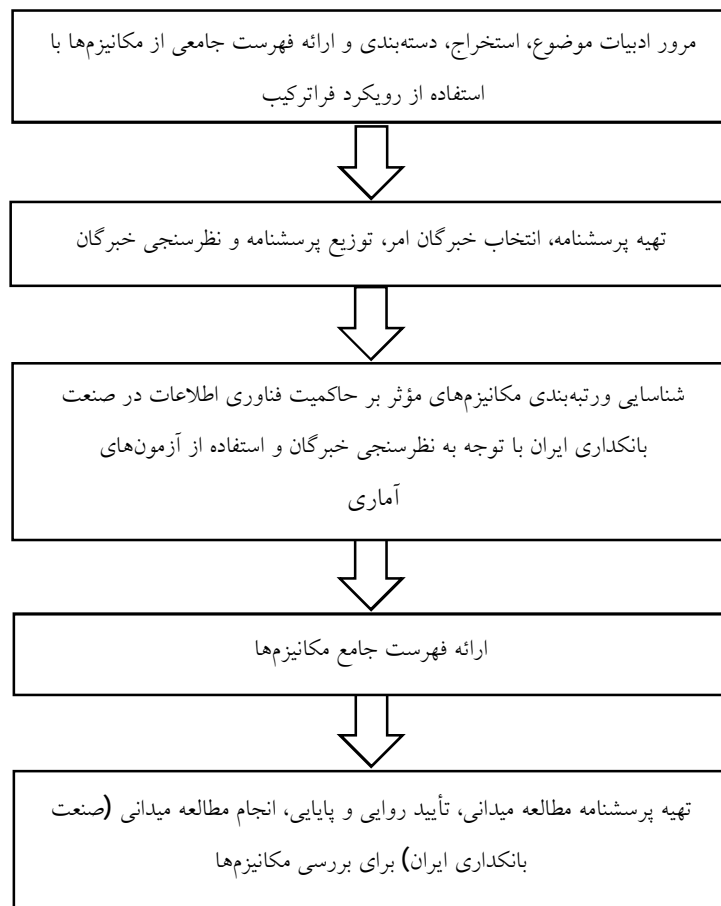 مرور ادبیات موضوع، استخراج، دسته‌بندی و ارائه فهرست جامعی از مکانیزم‌ها با
استفاده از رویکرد فراترکیب
تهیه پرسشنامه، انتخاب خبرگان امر، توزیع پرسشنامه و نظرسنجی خبرگان
شناسایی ورتبه‌بندی مکانیزم‌های مؤثر بر حاکمیت فناوری اطلاعات در صنعت
بانکداری ایران با توجه به نظرسنجی خبرگان و استفاده از آزمون‌های
آماری
ارائه فهرست جامع مکانیزم‌ها
تهیه پرسشنامه مطالعه میدانی، تأیید روایی و پایایی، انجام مطالعه میدانی (صنعت
بانکداری ایران) برای بررسی مکانیزم‌ها